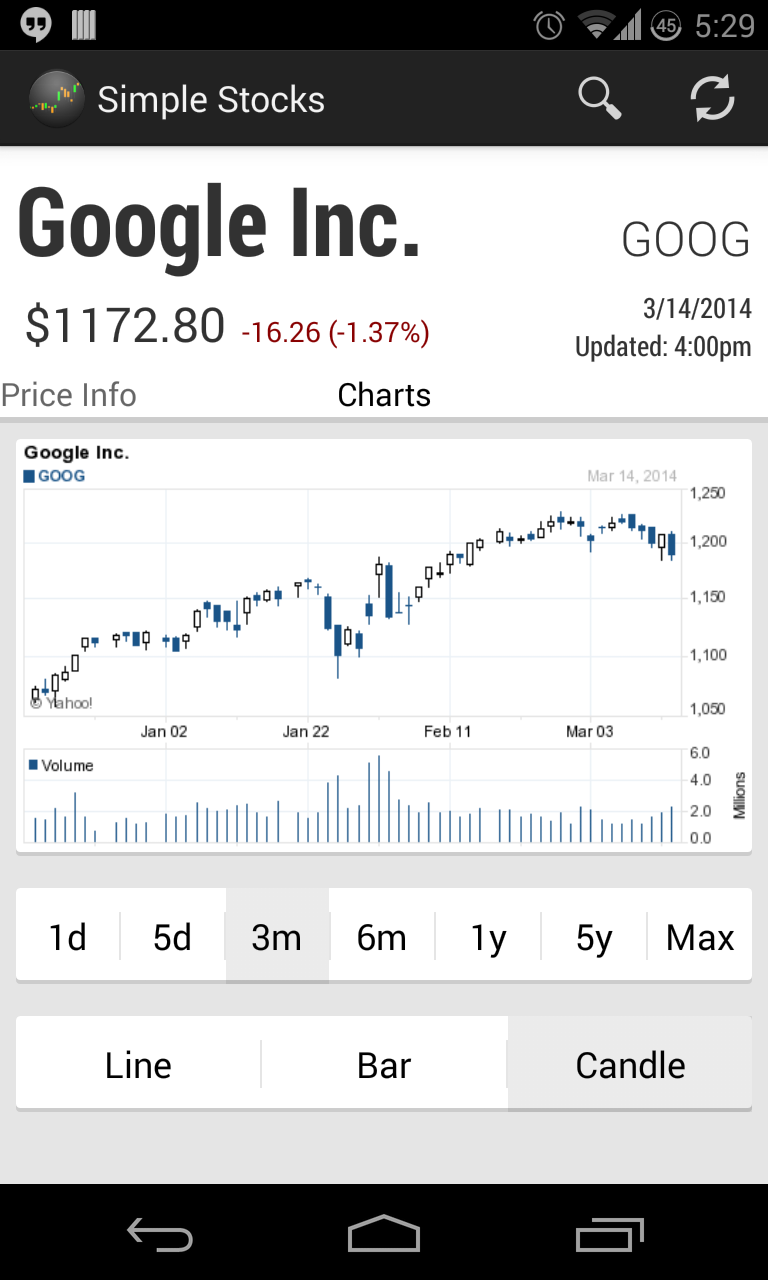 45 5:29
Simple Stocks
Google Inc. GOOG
$1172.80 -16.26 (-1.37%) 3/14/2014
Updated: 4:00pm
Price Info Charts
Google Inc.
GOOG Mar 14, 2014
1,250
1,200
1,150
1,100
1,050
© Yahoo!
Jan 02 Jan 22 Feb 11 Mar 03
Volume
6.0
4.0
2.0
0.0
Millions
1d 5d 3m 6m 1y 5y Max
Line Bar Candle